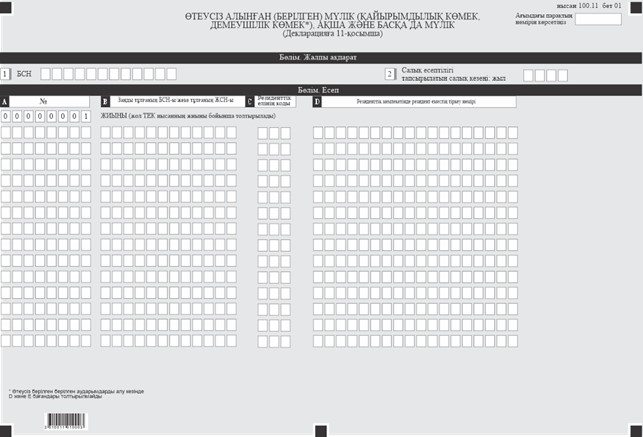 нысан 100.11 бет 01
ӨТЕУСІЗ АЛЫНҒАН (БЕРІЛГЕН) МҮЛІК (ҚАЙЫРЫМДЫЛЫҚ КӨМЕК,
ДЕМЕУШІЛІК КӨМЕК*), АҚША ЖӘНЕ БАСҚА ДА МҮЛІК
(Декларацияға 11-қосымша)
Ағымдағы парақтың
нөмірін көрсетіңіз
Бөлім. Жалпы ақпарат
1 БСН
2 Салық есептілігі
тапсырылатын салық кезеңі: жыл
Бөлім. Есеп
A №
B Заңды тұлғаның БСН-ы және тұлғаның ЖСН-ы
C Резиденттік
елінің коды
D Резиденттік мемлекетінде резидент еместің тіркеу нөмірі
0 0 0 0 0 0 0 1 ЖИЫНЫ (жол ТЕК нысанның жиыны бойынша толтырылады)
* Өтеусіз берілген берілген аударымдарды алу кезінде
D және E бағандары толтырылмайды